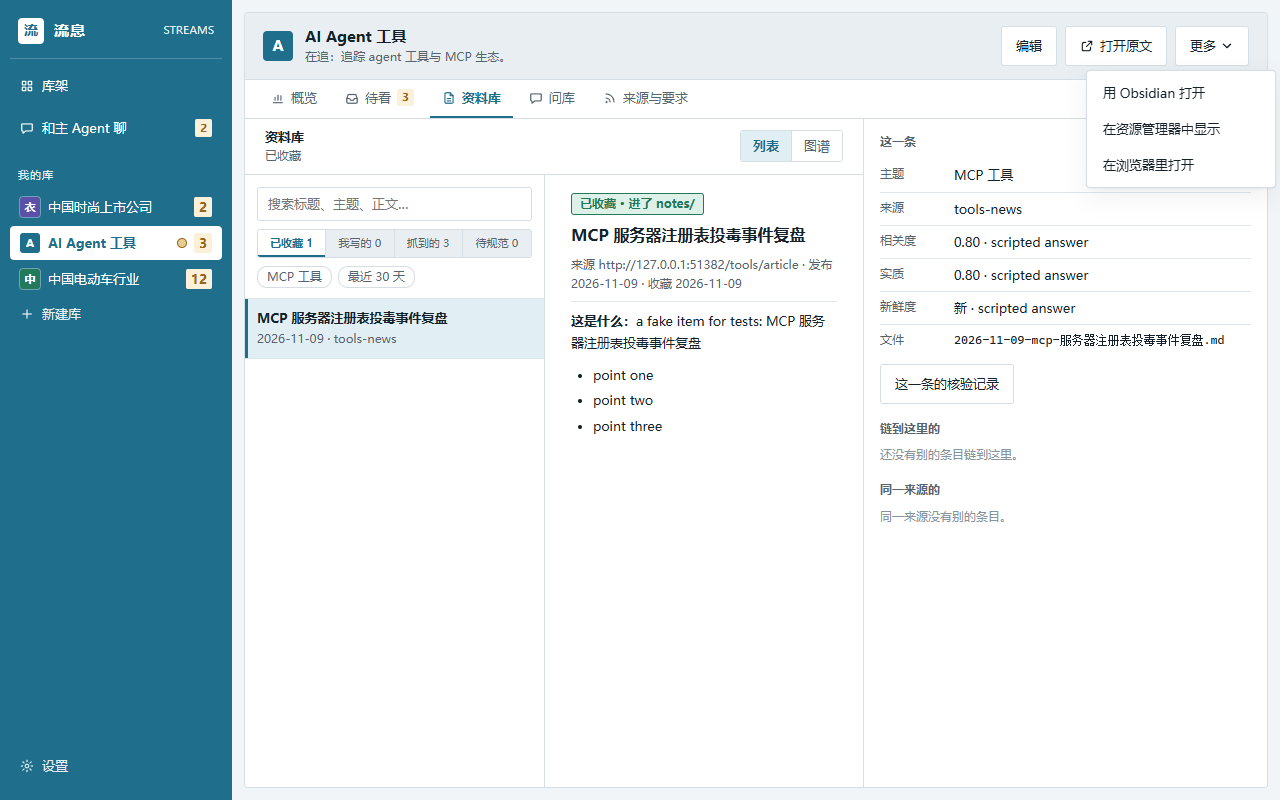 流 流息 STREAMS
库架
和主 Agent 聊 2
我的库
衣 中国时尚上市公司 2
A AI Agent 工具 3
中 中国电动车行业 12
新建库
设置
A AI Agent 工具
在追：追踪 agent 工具与 MCP 生态。
编辑 打开原文 更多
用 Obsidian 打开
在资源管理器中显示
在浏览器里打开
概览 待看 3 资料库 问库 来源与要求
资料库
已收藏
列表 图谱
搜索标题、主题、正文...
已收藏 1 我写的 0 抓到的 3 待规范 0
MCP 工具 最近 30 天
MCP 服务器注册表投毒事件复盘
2026-11-09 · tools-news
已收藏 · 进了 notes/
MCP 服务器注册表投毒事件复盘
来源 http://127.0.0.1:51382/tools/article · 发布
2026-11-09 · 收藏 2026-11-09
这是什么：a fake item for tests: MCP 服务
器注册表投毒事件复盘
• point one
• point two
• point three
这一条
主题 MCP 工具
来源 tools-news
相关度 0.80 · scripted answer
实质 0.80 · scripted answer
新鲜度 新 · scripted answer
文件 2026-11-09-mcp-服务器注册表投毒事件复盘.md
这一条的核验记录
链到这里的
还没有别的条目链到这里。
同一来源的
同一来源没有别的条目。